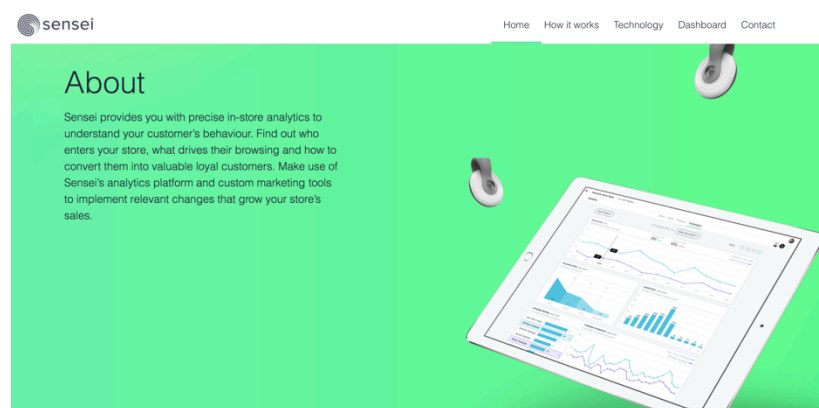 sensei
Home How it works Technology Dashboard Contact
About
Sensei provides you with precise in-store analytics to
understand your customer's behaviour. Find out who
enters your store, what drives their browsing and how to
convert them into valuable loyal customers. Make use of
Sensei's analytics platform and custom marketing tools
to implement relevant changes that grow your store's
sales.